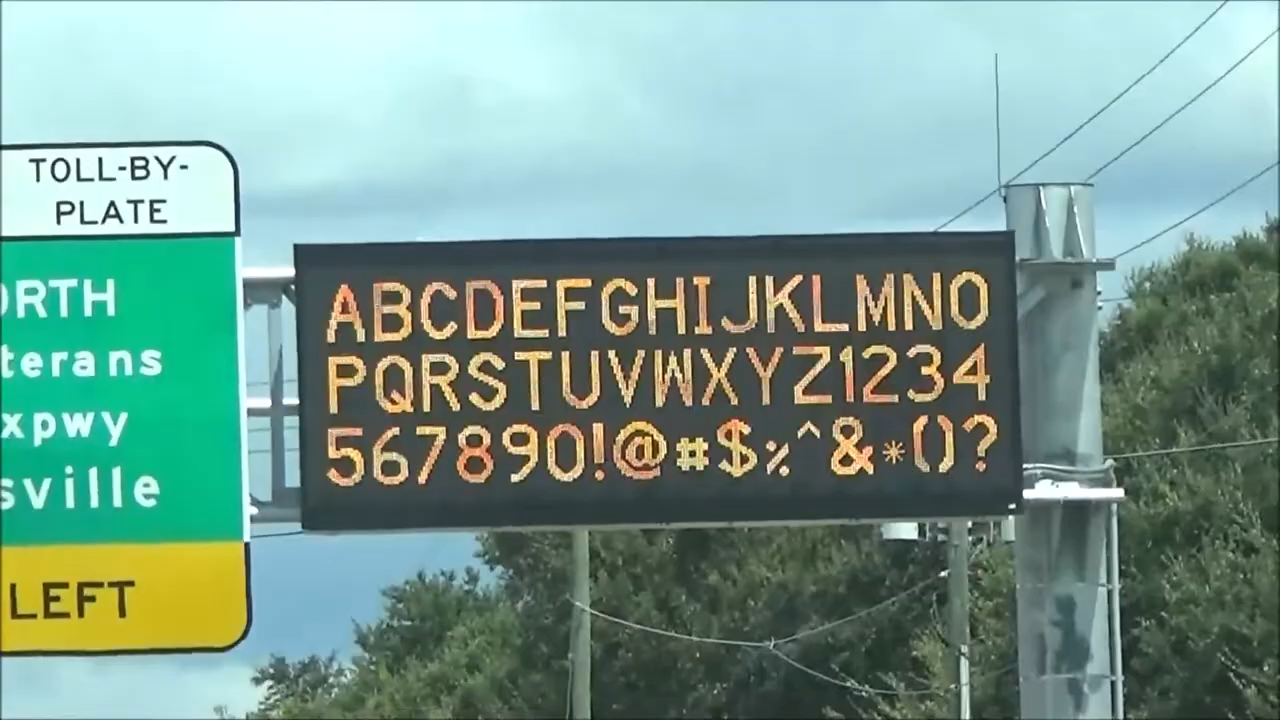 TOLL-BY-
PLATE
ORTH
terans
xpwy
sville
LEFT
ABCDEFGHIJKLMNO
PQRSTUVWXYZ1234
567890!@#$%^&*()?